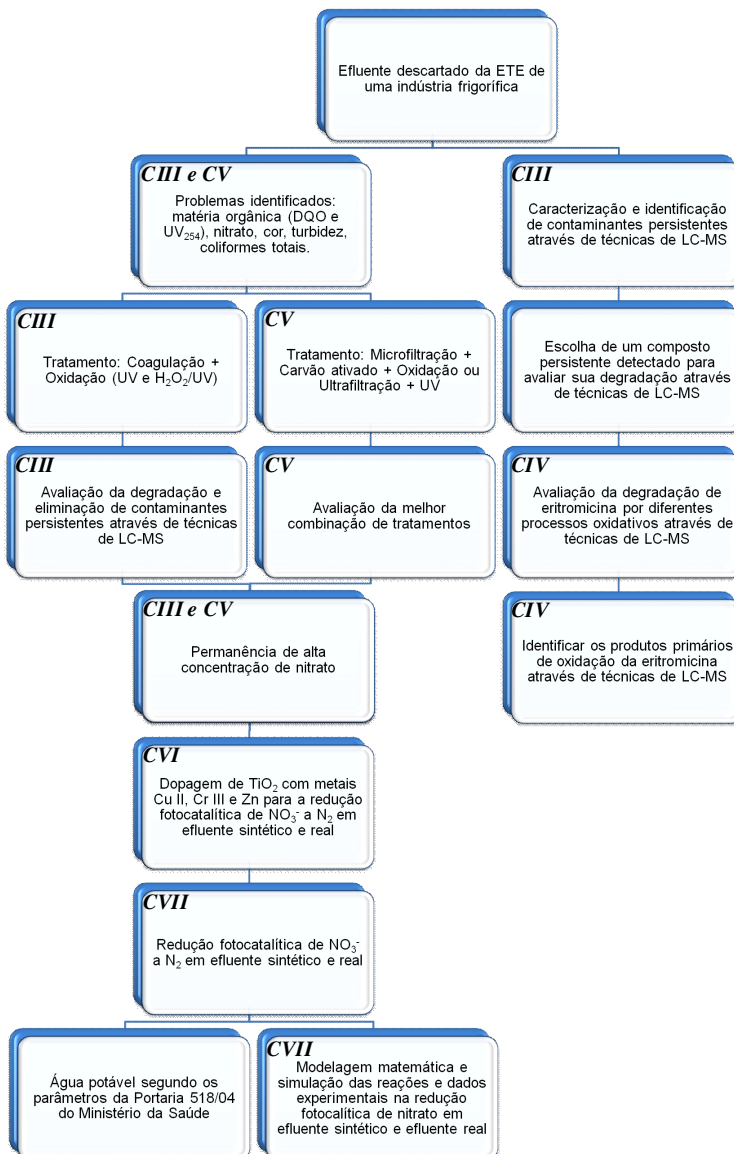 Efluente descartado da ETE de
uma indústria frigorífica
CIII e CV
Problemas identificados:
matéria orgânica (DQO e
UV₂₅₄), nitrato, cor, turbidez,
coliformes totais.
CIII
Caracterização e identificação
de contaminantes persistentes
através de técnicas de LC-MS
CIII
Tratamento: Coagulação +
Oxidação (UV e H₂O₂/UV)
CV
Tratamento: Microfiltração +
Carvão ativado + Oxidação ou
Ultrafiltração + UV
Escolha de um composto
persistente detectado para
avaliar sua degradação através
de técnicas de LC-MS
CIII
Avaliação da degradação e
eliminação de contaminantes
persistentes através de técnicas
de LC-MS
CV
Avaliação da melhor
combinação de tratamentos
CIV
Avaliação da degradação de
eritromicina por diferentes
processos oxidativos através de
técnicas de LC-MS
CIII e CV
Permanência de alta
concentração de nitrato
CIV
Identificar os produtos primários
de oxidação da eritromicina
através de técnicas de LC-MS
CVI
Dopagem de TiO₂ com metais
Cu II, Cr III e Zn para a redução
fotocatalítica de NO₃⁻ a N₂ em
efluente sintético e real
CVII
Redução fotocatalítica de NO₃⁻
a N₂ em efluente sintético e real
Água potável segundo os
parâmetros da Portaria 518/04
do Ministério da Saúde
CVII
Modelagem matemática e
simulação das reações e dados
experimentais na redução
fotocalítica de nitrato em
efluente sintético e efluente real